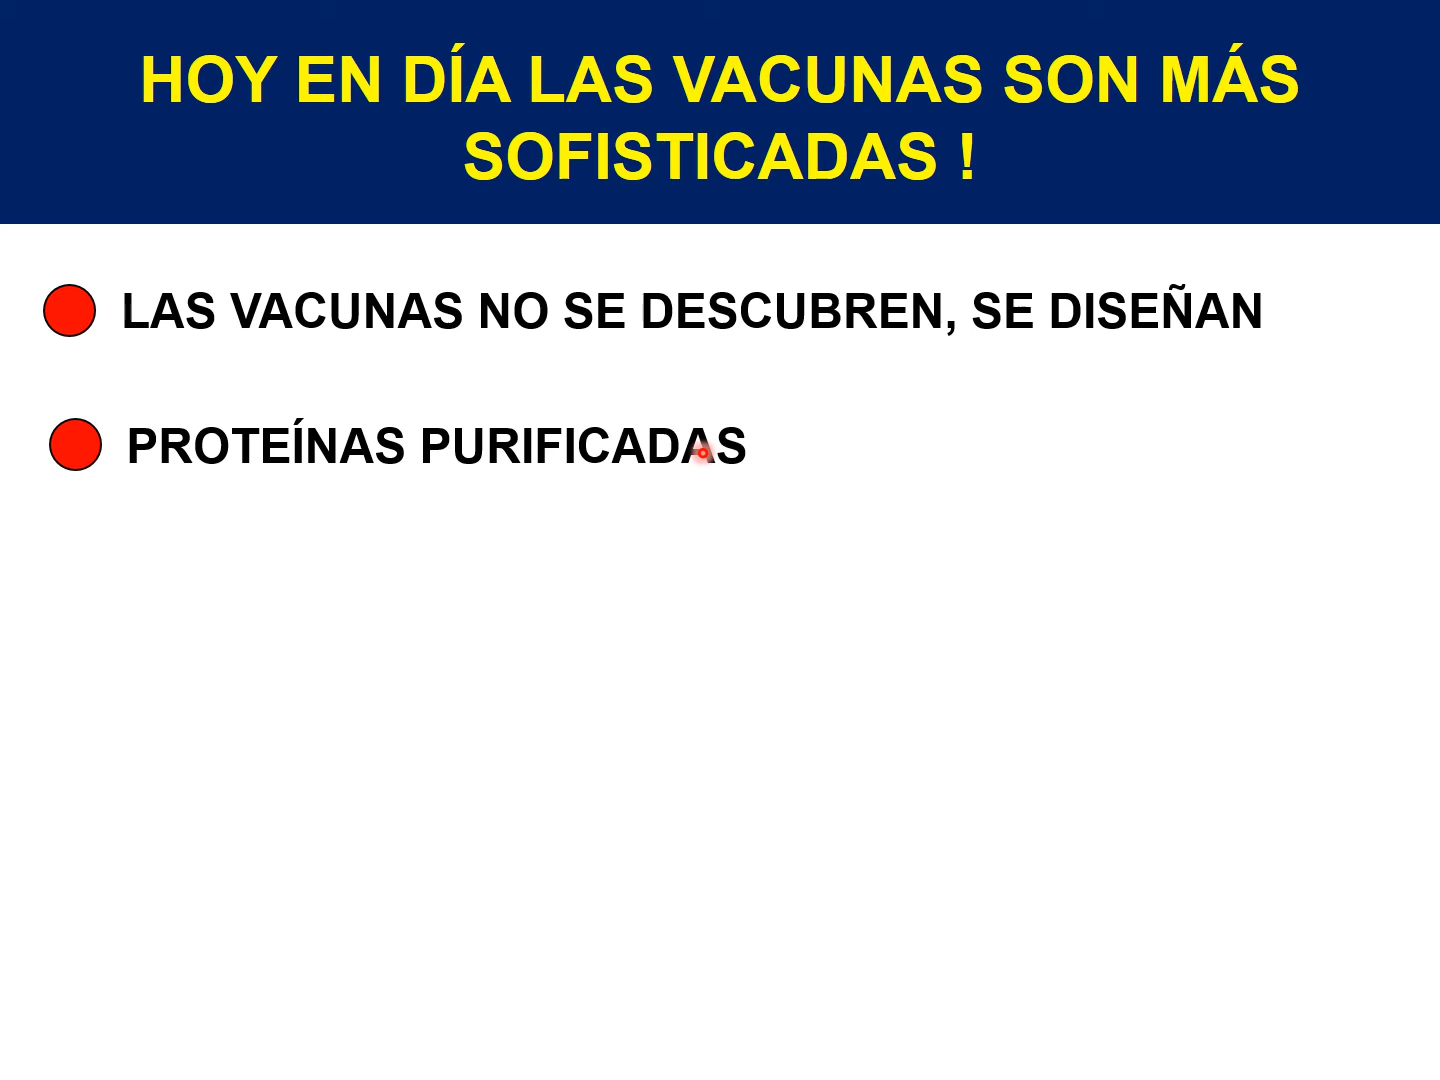 HOY EN DÍA LAS VACUNAS SON MÁS
SOFISTICADAS !
LAS VACUNAS NO SE DESCUBREN, SE DISEÑAN
PROTEÍNAS PURIFICADAS